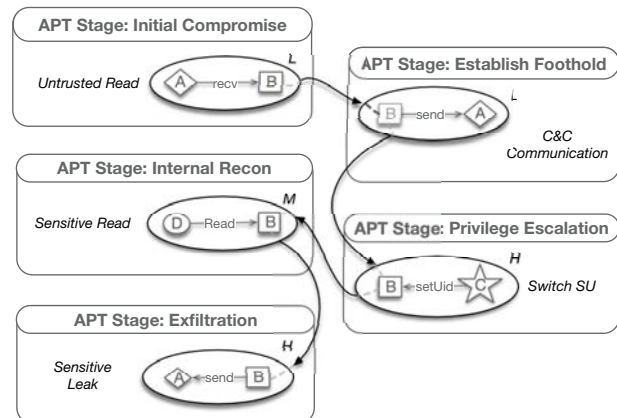 APT Stage: Initial Compromise
Untrusted Read
A
recv
B
L
APT Stage: Establish Foothold
B
send
A
L
C&C
Communication
APT Stage: Internal Recon
Sensitive Read
D
Read
B
M
APT Stage: Privilege Escalation
B
setUid
C
H
Switch SU
APT Stage: Exfiltration
Sensitive
Leak
A
send
B
H